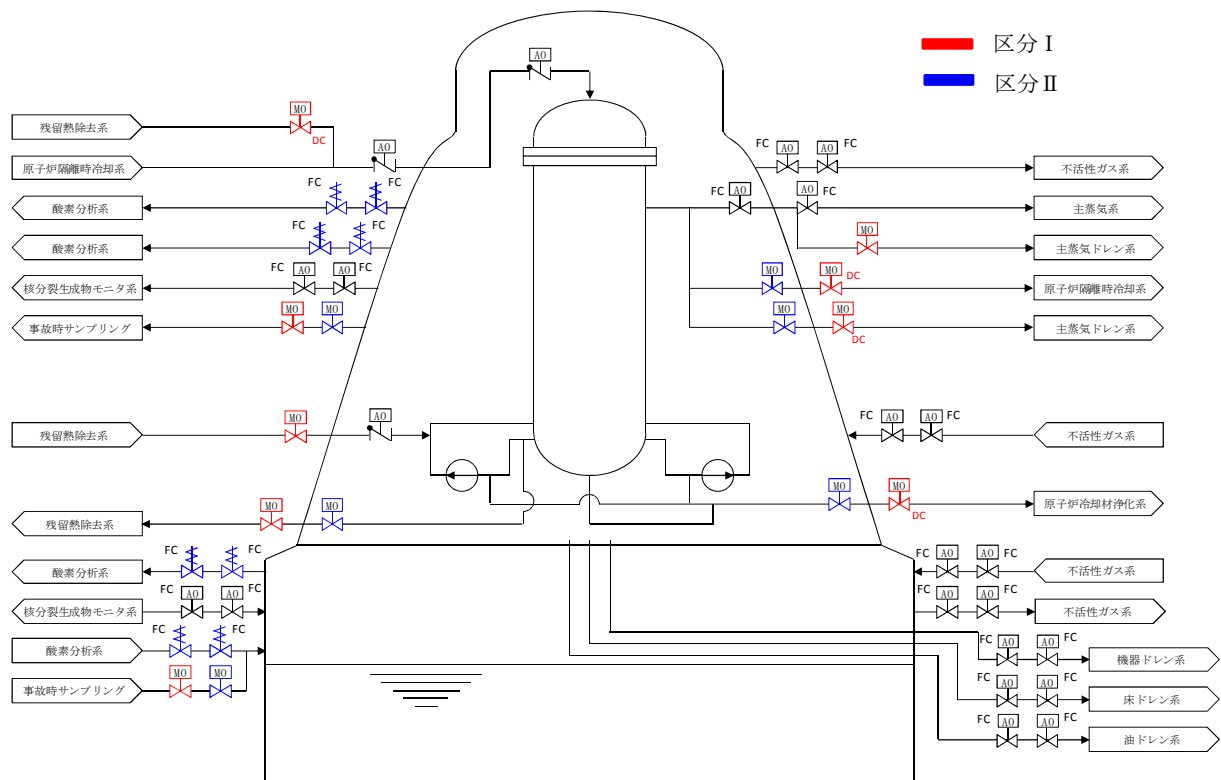 区分Ⅰ
区分Ⅱ
AO
MO
残留熱除去系
DC
AO
原子炉隔離時冷却系
FC AO AO FC
不活性ガス系
FC FC
酸素分析系
FC AO AO FC
主蒸気系
FC FC
酸素分析系
MO
主蒸気ドレン系
FC AO AO FC
核分裂生成物モニタ系
MO MO DC
原子炉隔離時冷却系
MO MO
事故時サンプリング
MO MO
DC
主蒸気ドレン系
MO AO
残留熱除去系
FC AO AO FC
不活性ガス系
MO MO
DC
原子炉冷却材浄化系
MO MO
残留熱除去系
FC FC
酸素分析系
FC AO AO FC
不活性ガス系
FC AO AO FC
核分裂生成物モニタ系
FC AO AO FC
不活性ガス系
FC FC
酸素分析系
FC AO AO FC
機器ドレン系
MO MO
事故時サンプリング
FC AO AO FC
床ドレン系
FC AO AO FC
油ドレン系